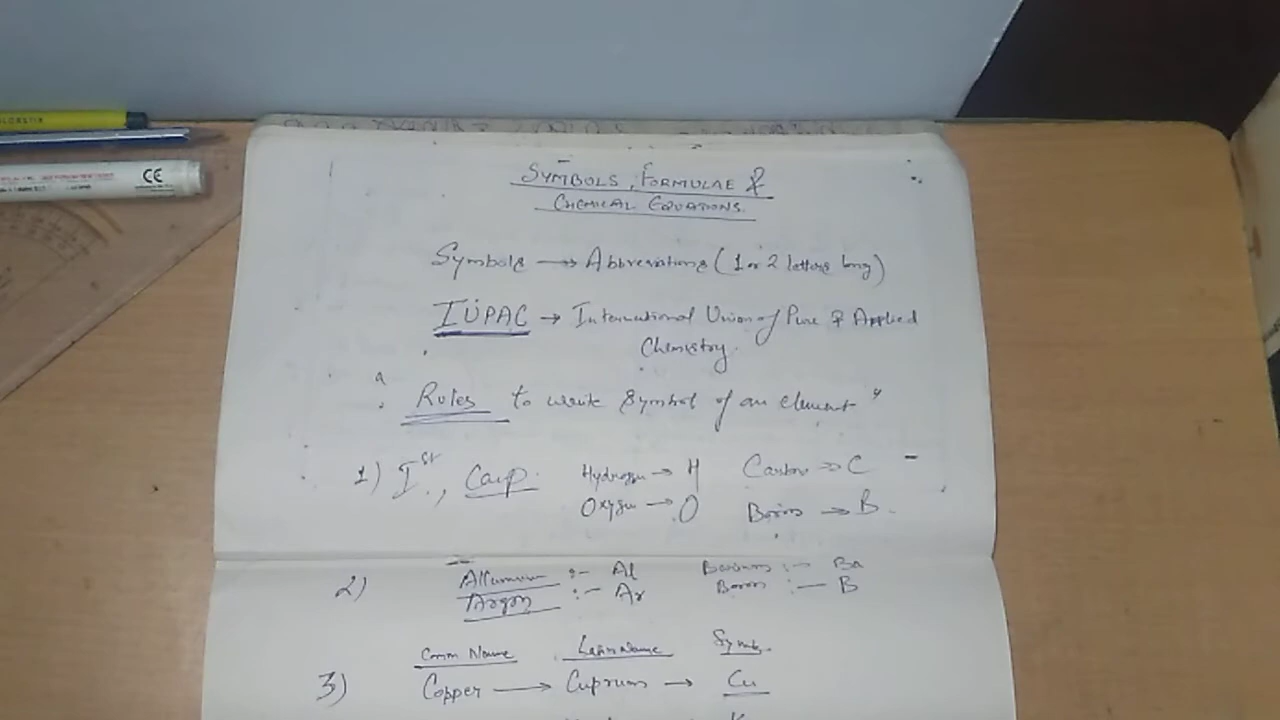 SYMBOLS, FORMULAE &
CHEMICAL EQUATIONS.
Symbols → Abbreviations (1 or 2 letters long)
IUPAC → International Union of Pure & Applied
Chemistry.
Rules to write Symbol of an element "
1) Ist, Cap. Hydrogen → H Carbon → C
Oxygen → O Boron → B.
2) Alluminium :- Al Barium :- Ba
Argon :- Ar Boron :- B
Comm Name Latin Name Symb.
3) Copper → Cuprum → Cu
K
CE